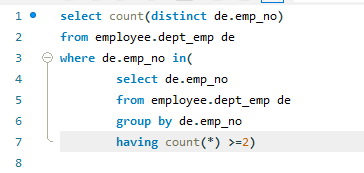 1 select count(distinct de.emp_no)
2 from employee.dept_emp de
3 where de.emp_no in(
4 select de.emp_no
5 from employee.dept_emp de
6 group by de.emp_no
7 having count(*) >=2)
8